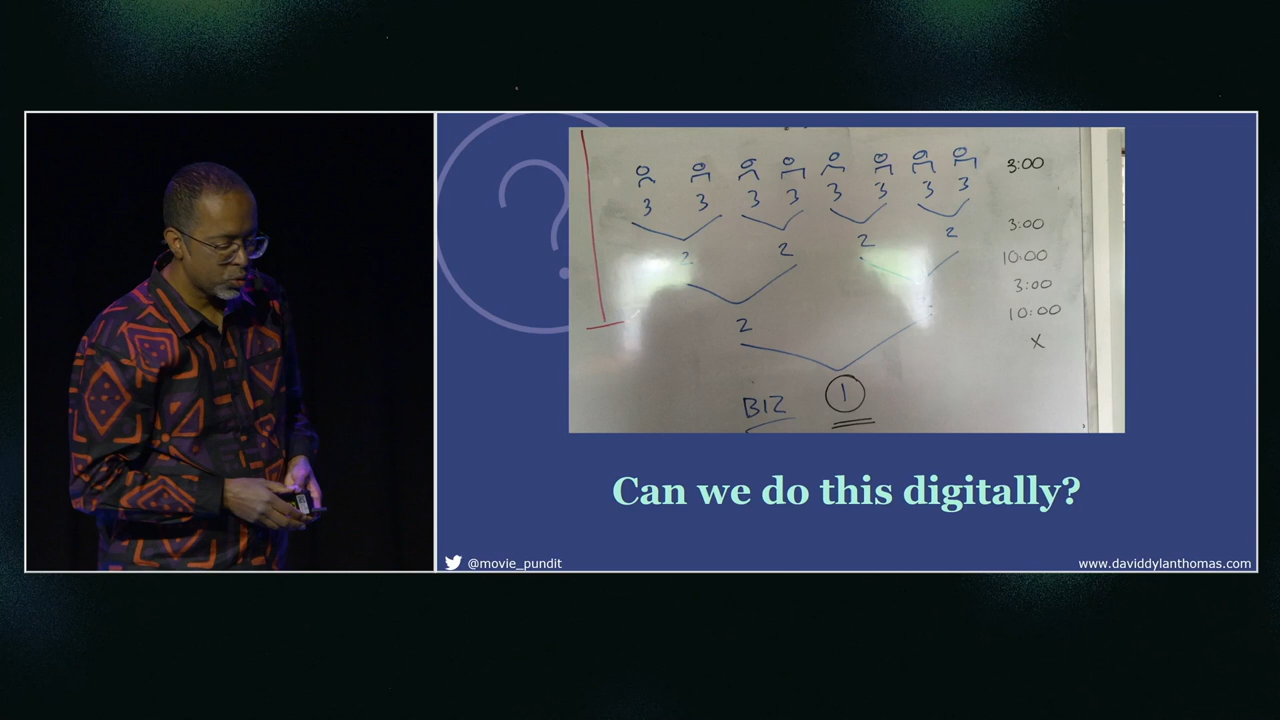 3:00
3 3 3 3 3 3 3 3
3:00
2 2 2 2
10:00
3:00
10:00
2
X
BIZ 1
Can we do this digitally?
@movie_pundit
www.daviddylanthomas.com